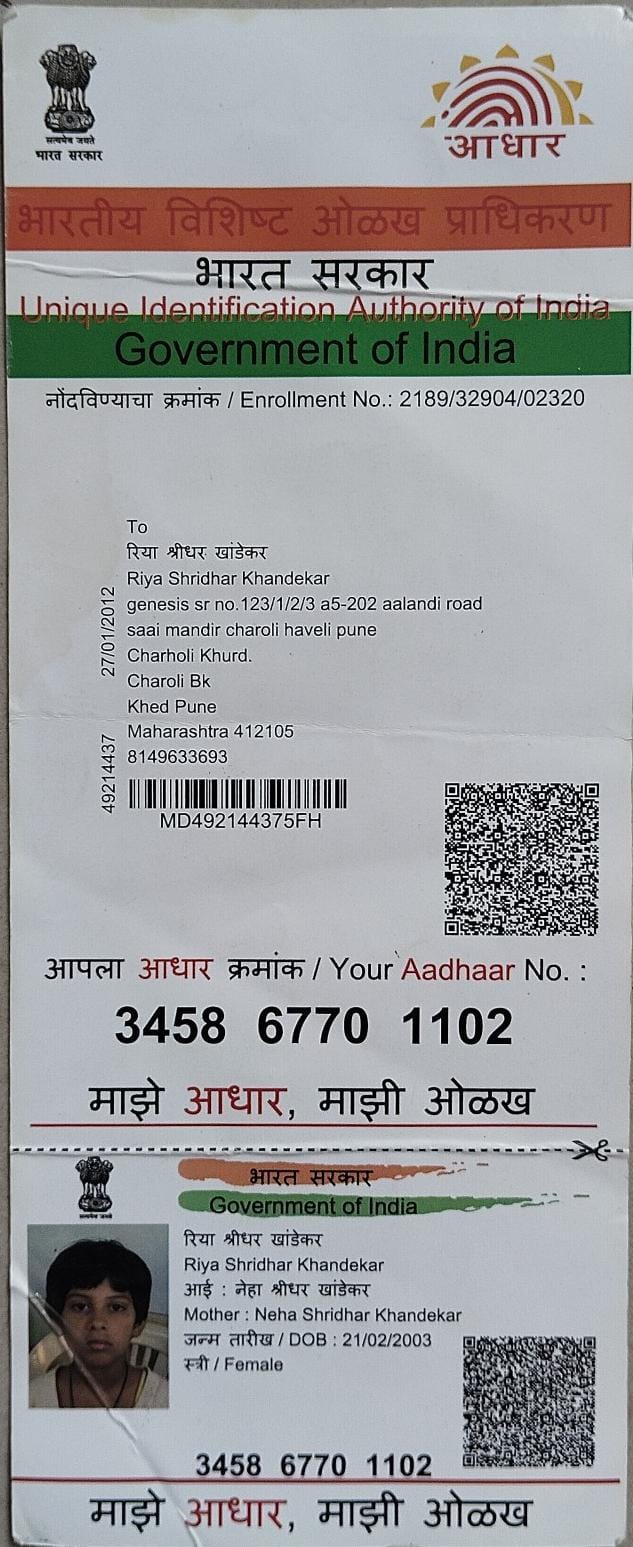 सत्यमेव जयते
भारत सरकार
आधार
भारतीय विशिष्ट ओळख प्राधिकरण
भारत सरकार
Unique Identification Authority of India
Government of India
नोंदविण्याचा क्रमांक / Enrollment No.: 2189/32904/02320
To
रिया श्रीधर खांडेकर
Riya Shridhar Khandekar
genesis sr no.123/1/2/3 a5-202 aalandi road
saai mandir charoli haveli pune
Charholi Khurd.
Charoli Bk
Khed Pune
Maharashtra 412105
8149633693
27/01/2012
49214437
MD492144375FH
आपला आधार क्रमांक / Your Aadhaar No. :
3458 6770 1102
माझे आधार, माझी ओळख
सत्यमेव जयते
भारत सरकार
Government of India
रिया श्रीधर खांडेकर
Riya Shridhar Khandekar
आई : नेहा श्रीधर खांडेकर
Mother : Neha Shridhar Khandekar
जन्म तारीख / DOB : 21/02/2003
स्त्री / Female
3458 6770 1102
माझे आधार, माझी ओळख